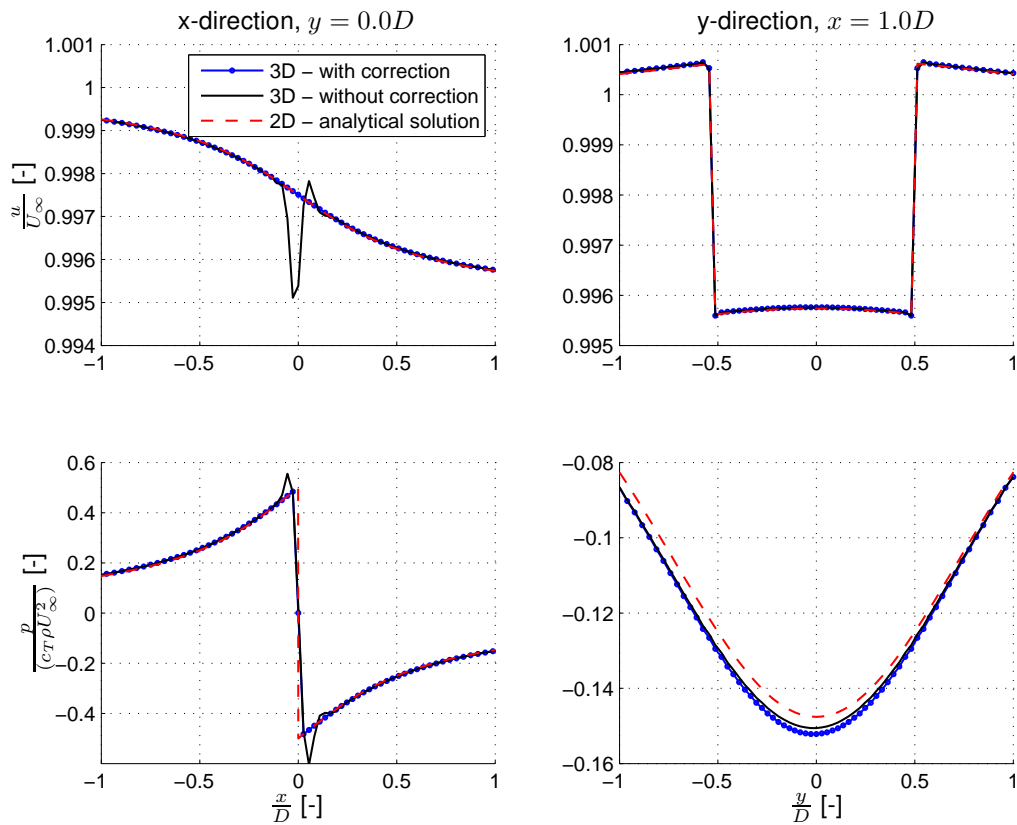 x-direction, y = 0.0D
1.001
1
0.999
0.998
0.997
0.996
0.995
0.994
−1 −0.5 0 0.5 1
u/U∞ [-]
3D − with correction
3D − without correction
2D − analytical solution
y-direction, x = 1.0D
1.001
1
0.999
0.998
0.997
0.996
0.995
−1 −0.5 0 0.5 1
0.6
0.4
0.2
0
−0.2
−0.4
−1 −0.5 0 0.5 1
p/(c_T ρU∞²) [-]
x/D [-]
−0.08
−0.1
−0.12
−0.14
−0.16
−1 −0.5 0 0.5 1
y/D [-]